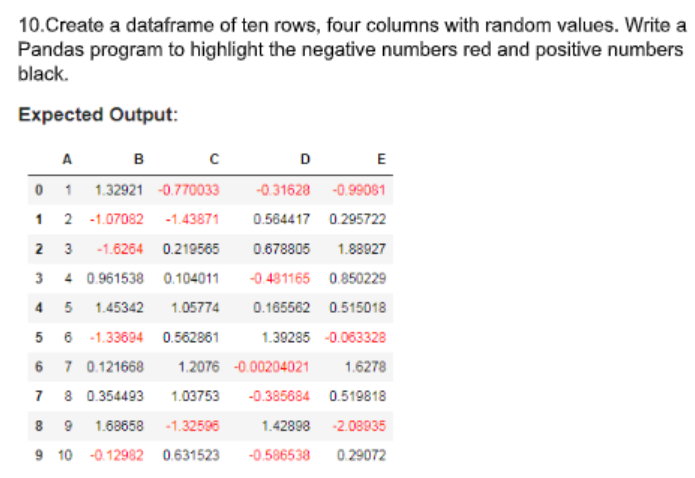 10.Create a dataframe of ten rows, four columns with random values. Write a
Pandas program to highlight the negative numbers red and positive numbers
black.
Expected Output:
A B C D E
0 1 1.32921 -0.770033 -0.31628 -0.99081
1 2 -1.07082 -1.43871 0.564417 0.295722
2 3 -1.6264 0.219565 0.678805 1.88927
3 4 0.961538 0.104011 -0.481165 0.850229
4 5 1.45342 1.05774 0.165562 0.515018
5 6 -1.33694 0.562861 1.39285 -0.063328
6 7 0.121668 1.2076 -0.00204021 1.6278
7 8 0.354493 1.03753 -0.385684 0.519818
8 9 1.68658 -1.32596 1.42898 -2.08935
9 10 -0.12982 0.631523 -0.586538 0.29072